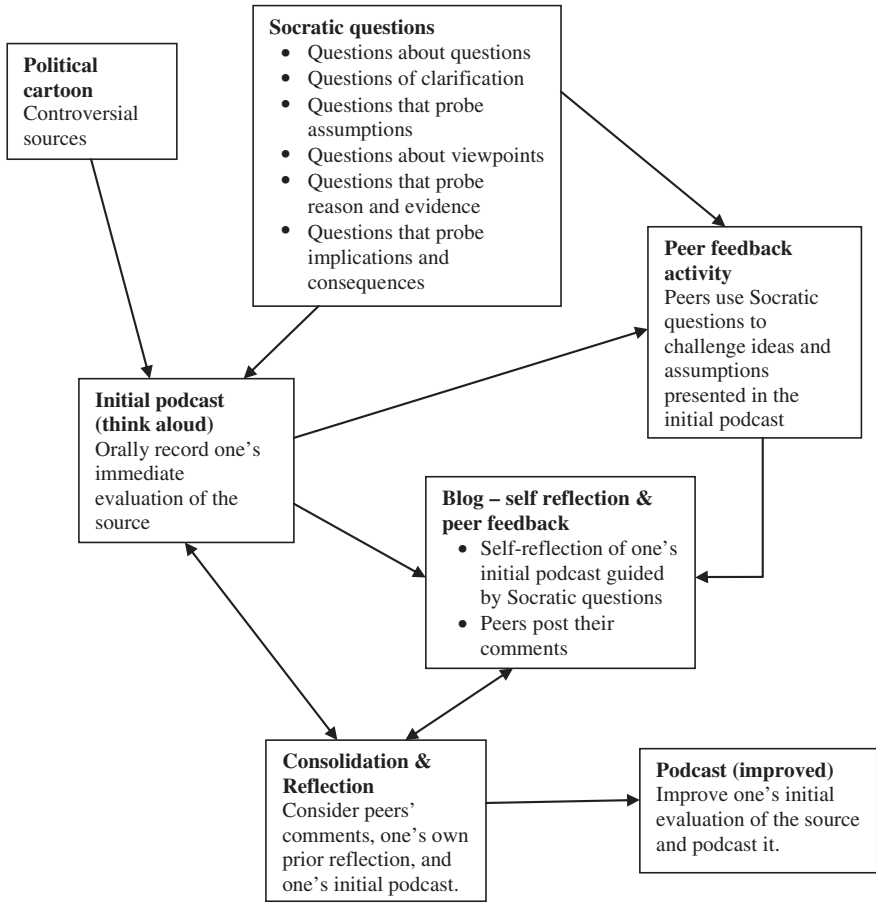 Political
cartoon
Controversial
sources
Socratic questions
• Questions about questions
• Questions of clarification
• Questions that probe
assumptions
• Questions about viewpoints
• Questions that probe
reason and evidence
• Questions that probe
implications and
consequences
Peer feedback
activity
Peers use Socratic
questions to
challenge ideas and
assumptions
presented in the
initial podcast
Initial podcast
(think aloud)
Orally record one’s
immediate
evaluation of the
source
Blog – self reflection &
peer feedback
• Self-reflection of one’s
initial podcast guided
by Socratic questions
• Peers post their
comments
Consolidation &
Reflection
Consider peers’
comments, one’s own
prior reflection, and
one’s initial podcast.
Podcast (improved)
Improve one’s initial
evaluation of the source
and podcast it.